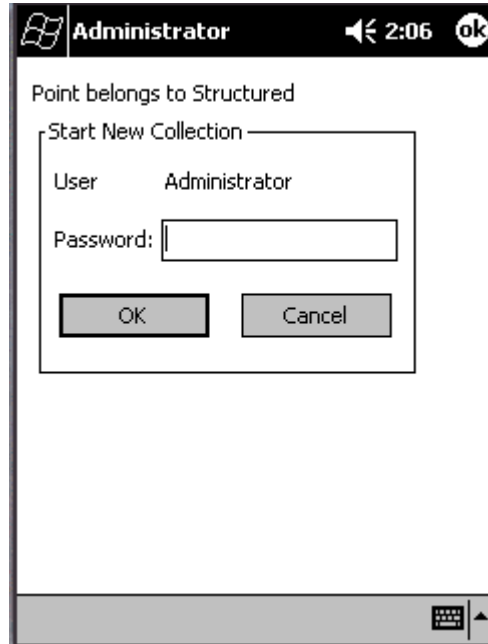 Administrator 2:06 ok
Point belongs to Structured
Start New Collection
User Administrator
Password:
OK Cancel